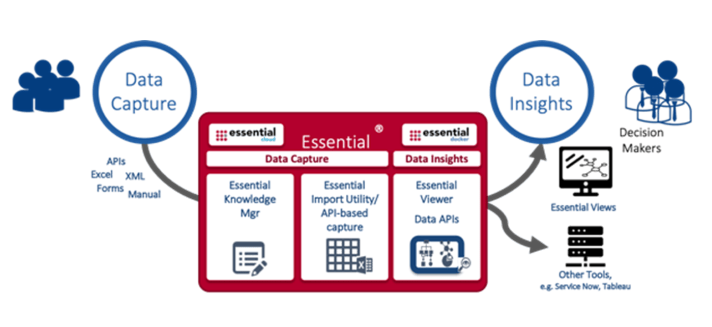 Data
Capture
APIs
Excel XML
Forms
Manual
essential
cloud
Essential ®
essential
docker
Data Capture
Data Insights
Essential
Knowledge
Mgr
Essential
Import Utility/
API-based
capture
Essential
Viewer
Data APIs
Data
Insights
Decision
Makers
Essential Views
Other Tools,
e.g. Service Now, Tableau